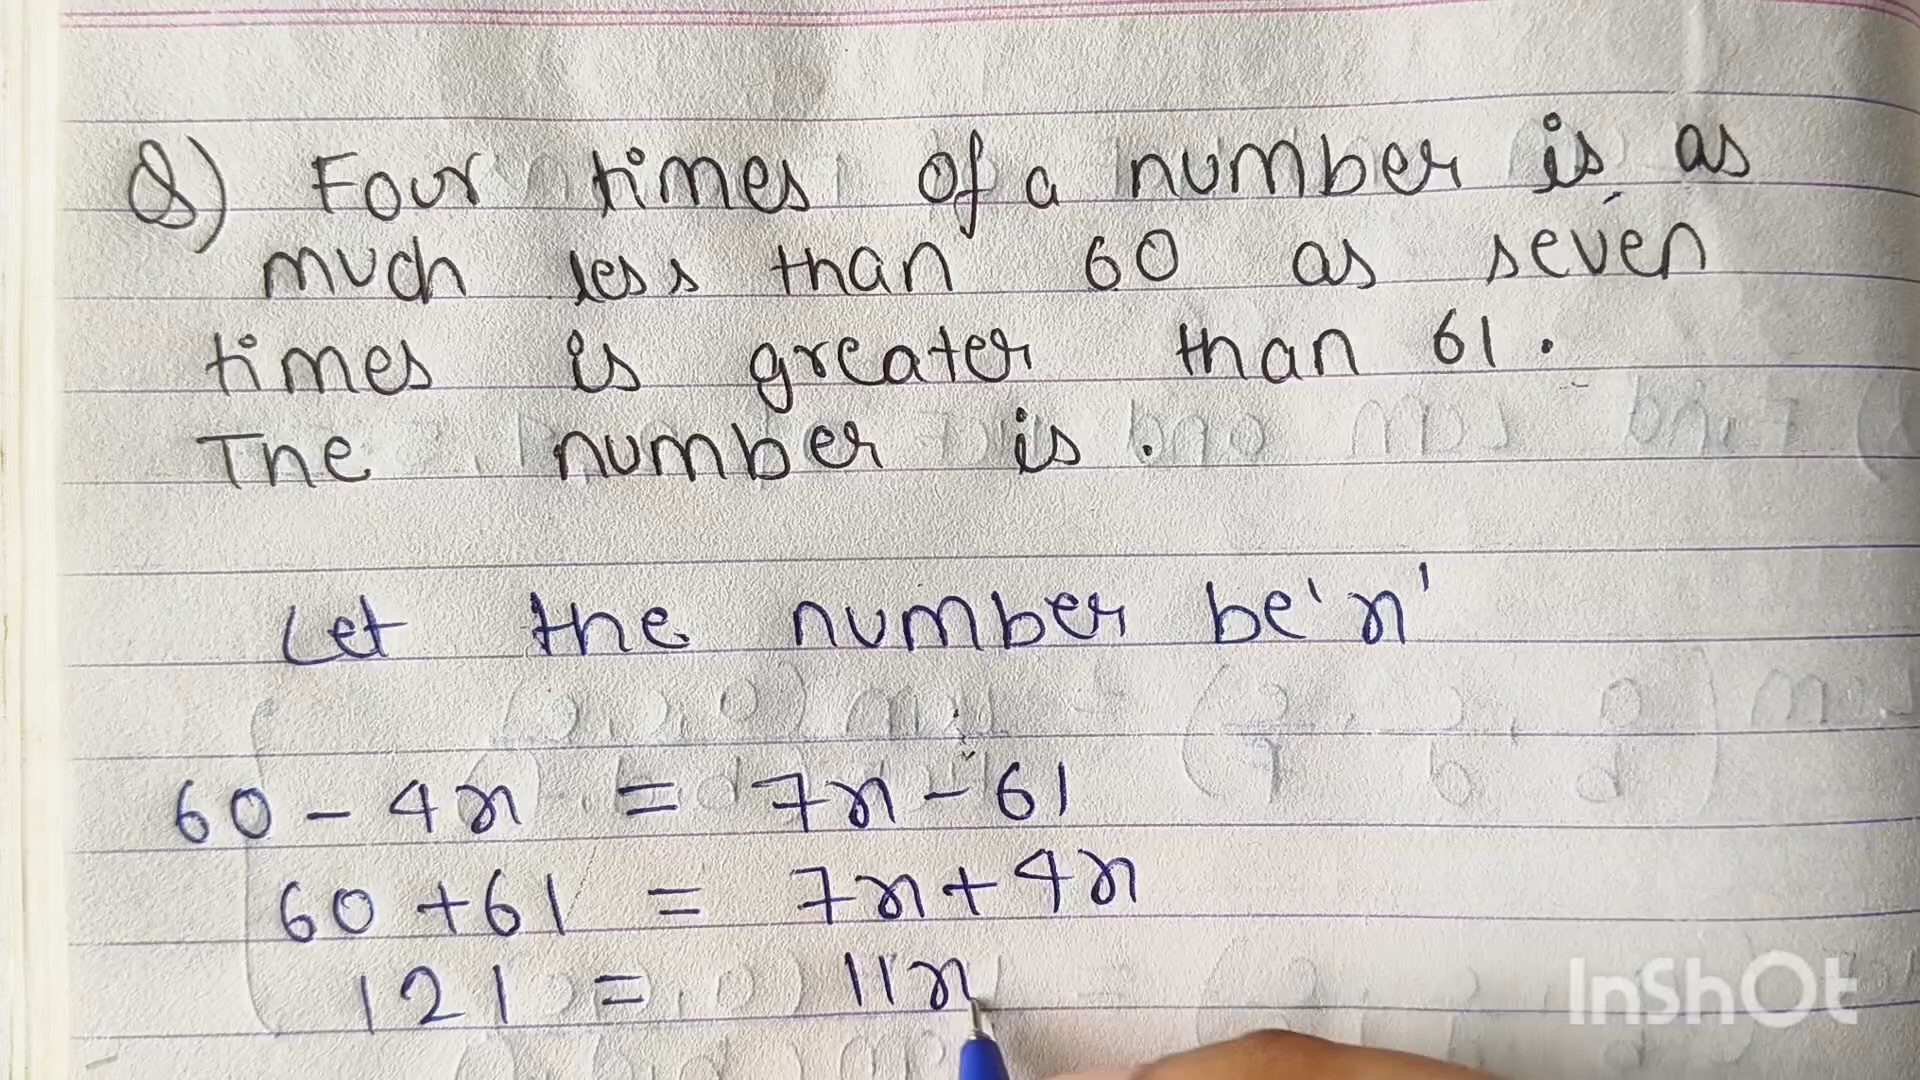 Q) Four times of a number is as
much less than 60 as seven
times is greater than 61.
The number is.
Let the number be 'x'
60 - 4x = 7x - 61
60 + 61 = 7x + 4x
121 = 11x
InShOt